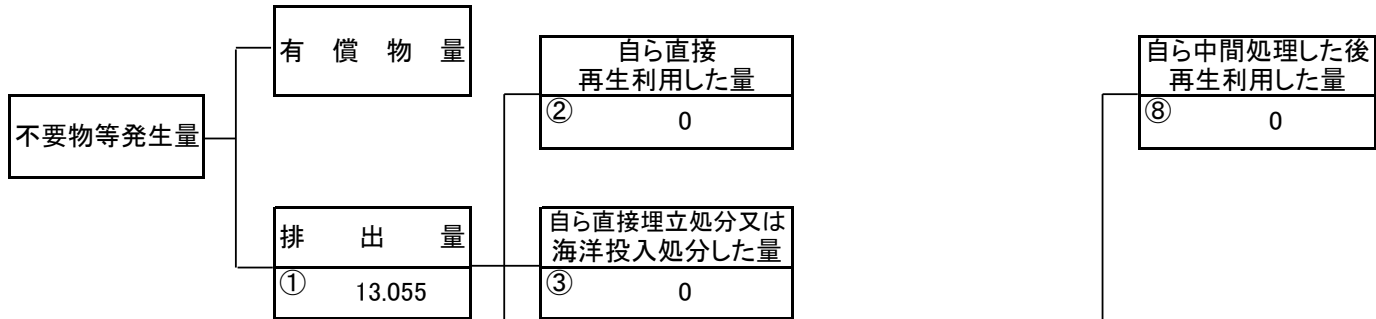 有償物量
自ら直接
再生利用した量
② 0
自ら中間処理した後
再生利用した量
⑧ 0
不要物等発生量
排出量
① 13.055
自ら直接埋立処分又は
海洋投入処分した量
③ 0